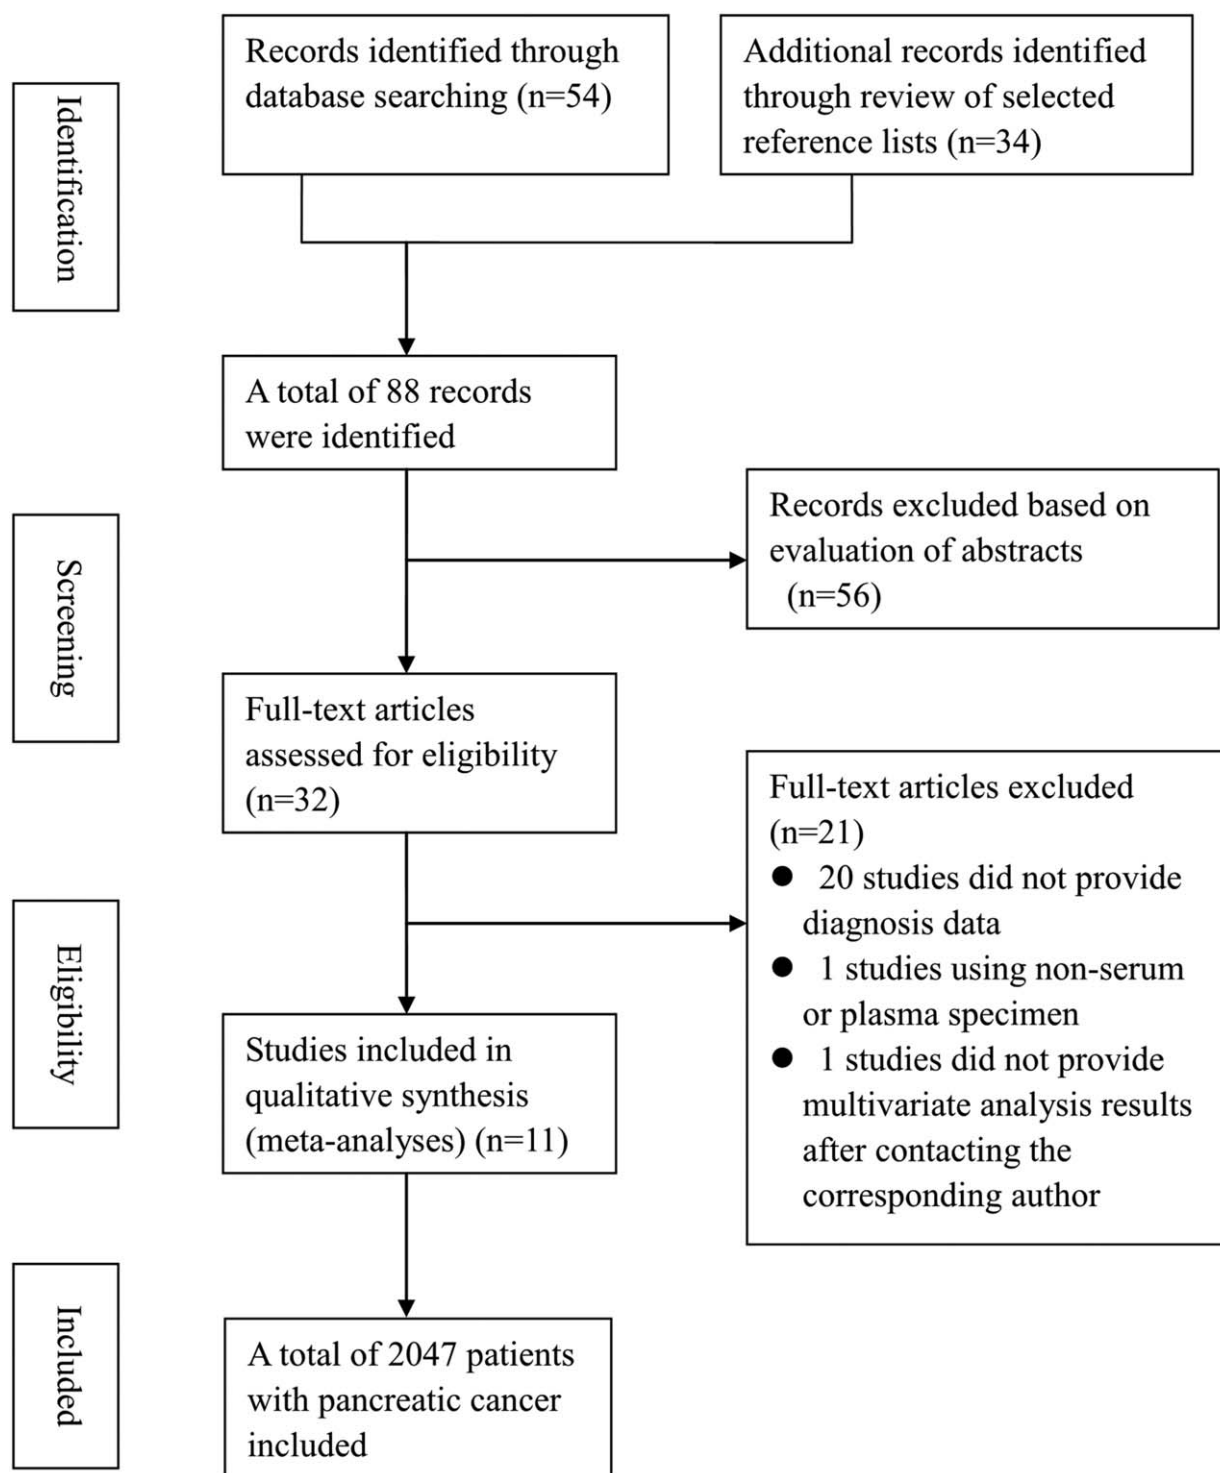 Identification
Records identified through
database searching (n=54)
Additional records identified
through review of selected
reference lists (n=34)
A total of 88 records
were identified
Screening
Records excluded based on
evaluation of abstracts
(n=56)
Full-text articles
assessed for eligibility
(n=32)
Eligibility
Full-text articles excluded
(n=21)
● 20 studies did not provide
diagnosis data
● 1 studies using non-serum
or plasma specimen
● 1 studies did not provide
multivariate analysis results
after contacting the
corresponding author
Studies included in
qualitative synthesis
(meta-analyses) (n=11)
Included
A total of 2047 patients
with pancreatic cancer
included